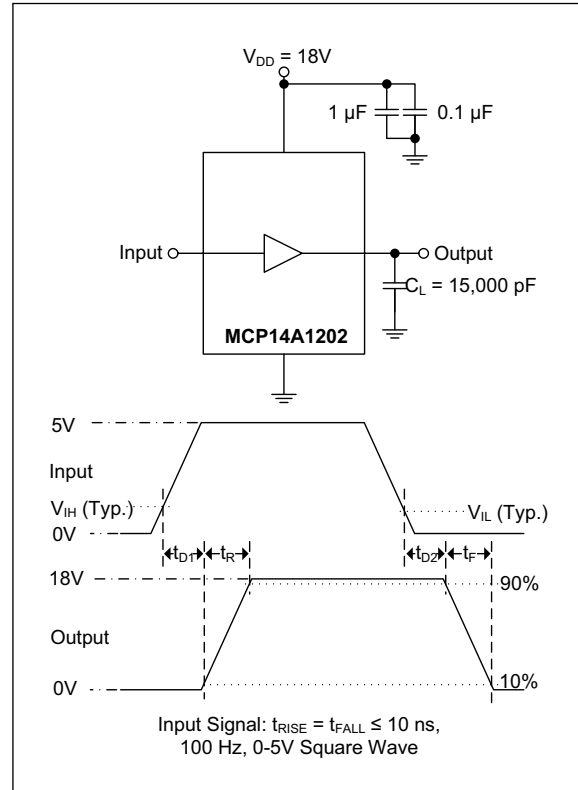 V_DD = 18V
1 µF 0.1 µF
Input Output
C_L = 15,000 pF
MCP14A1202
5V
Input
V_IH (Typ.) V_IL (Typ.)
0V
t_D1 t_R t_D2 t_F
18V 90%
Output
0V 10%
Input Signal: t_RISE = t_FALL ≤ 10 ns,
100 Hz, 0-5V Square Wave